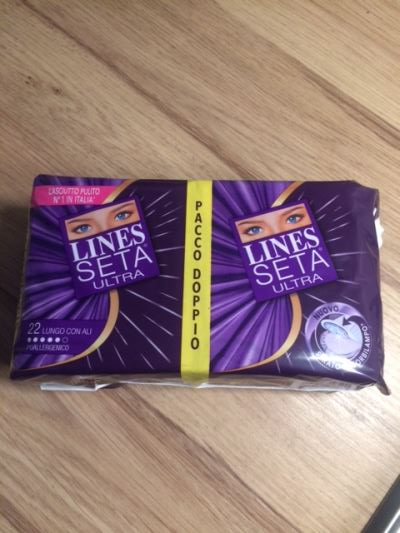 L'ASCIUTTO PULITO
N°1 IN ITALIA*
LINES
SETA
ULTRA
22 LUNGO CON ALI
IPOALLERGENICO
PACCO DOPPIO
LINES
SETA
ULTRA
NUOVO